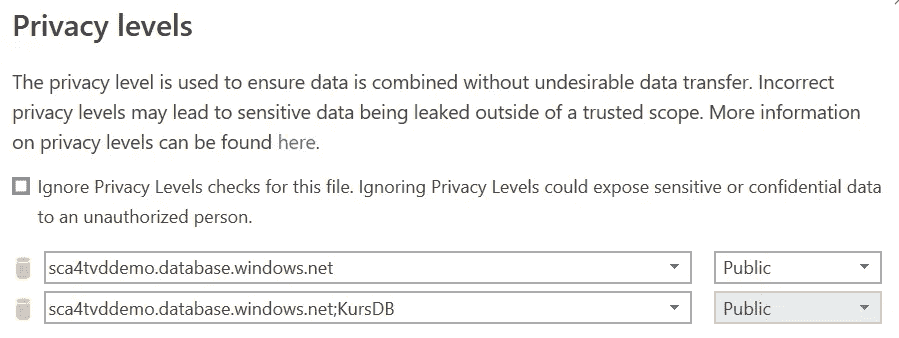 Privacy levels
The privacy level is used to ensure data is combined without undesirable data transfer. Incorrect
privacy levels may lead to sensitive data being leaked outside of a trusted scope. More information
on privacy levels can be found here.
Ignore Privacy Levels checks for this file. Ignoring Privacy Levels could expose sensitive or confidential data
to an unauthorized person.
sca4tvddemo.database.windows.net Public
sca4tvddemo.database.windows.net;KursDB Public